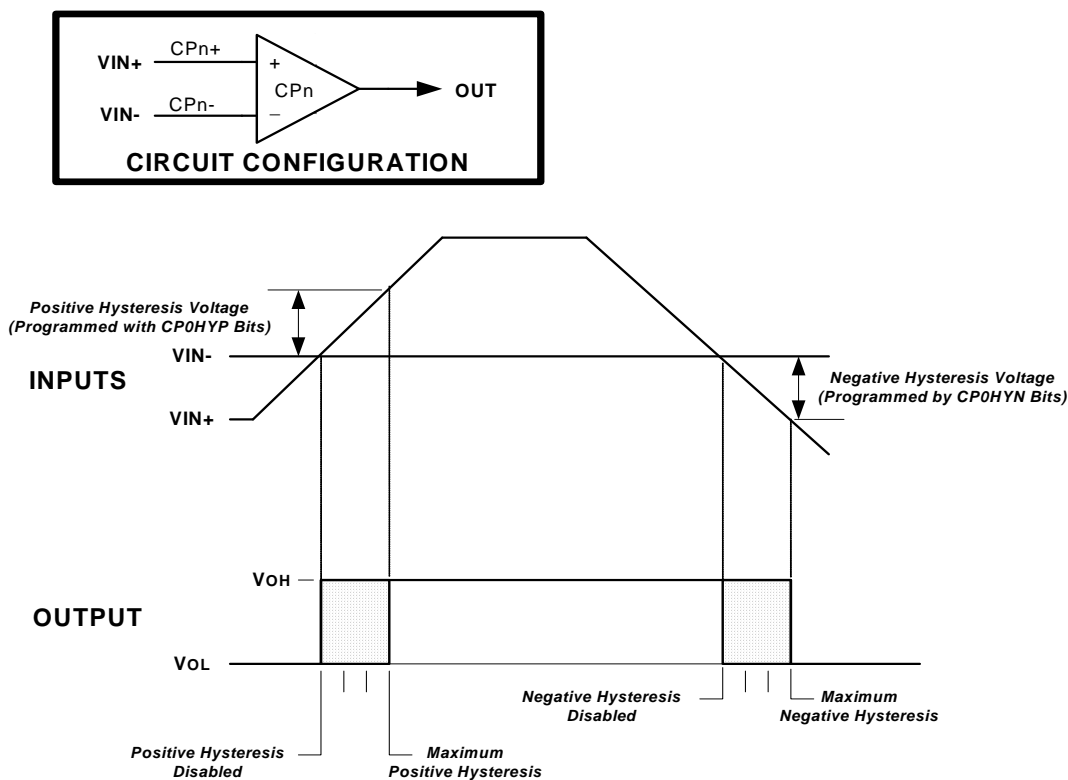 VIN+
CPn+
+
CPn
VIN-
CPn-
−
OUT
CIRCUIT CONFIGURATION
Positive Hysteresis Voltage
(Programmed with CP0HYP Bits)
VIN-
INPUTS
VIN+
Negative Hysteresis Voltage
(Programmed by CP0HYN Bits)
VOH
OUTPUT
VOL
Negative Hysteresis
Disabled
Maximum
Negative Hysteresis
Positive Hysteresis
Disabled
Maximum
Positive Hysteresis